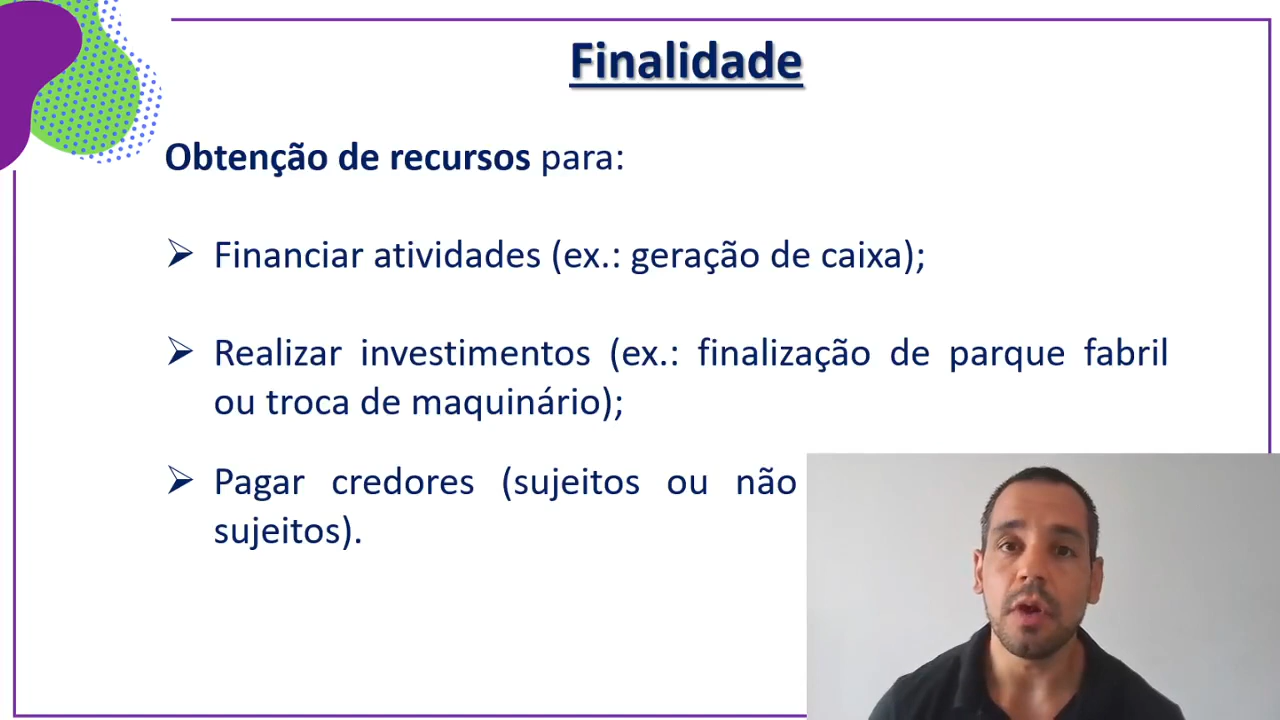 Finalidade
Obtenção de recursos para:
➢ Financiar atividades (ex.: geração de caixa);
➢ Realizar investimentos (ex.: finalização de parque fabril
ou troca de maquinário);
➢ Pagar credores (sujeitos ou não
sujeitos).